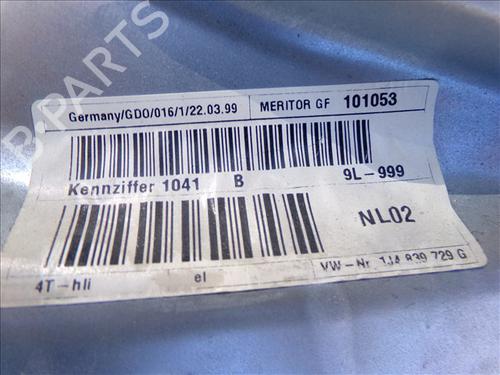 Germany/GDO/016/1/22.03.99 MERITOR GF 101053
Kennziffer 1041 B 9L-999
NL02
4T-hli el VW-Nr. 1J4 839 729 G
B-PARTS